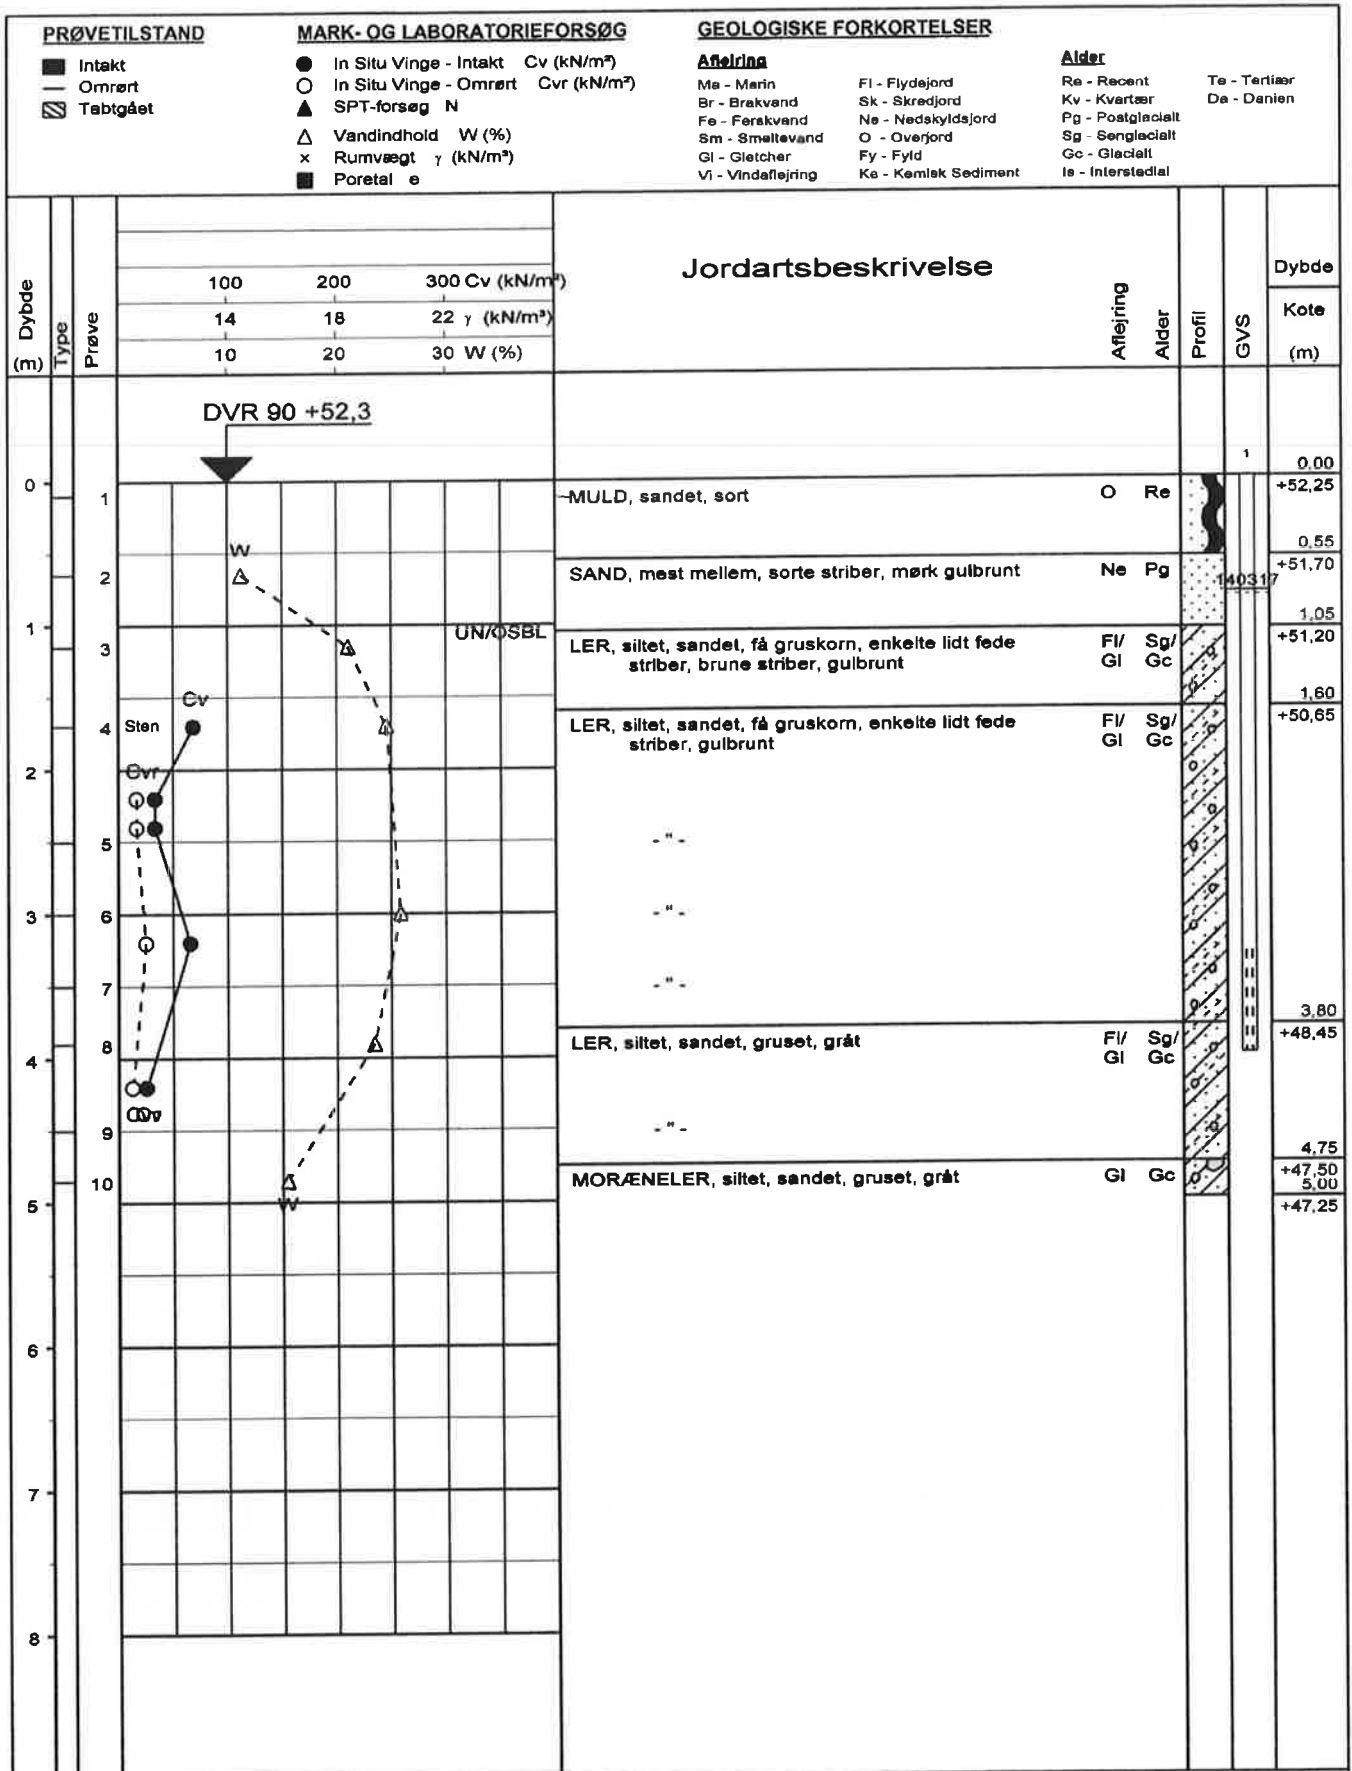 PRØVETILSTAND
Intakt
Omrørt
Tabtgået
MARK- OG LABORATORIEFORSØG
In Situ Vinge - Intakt Cv (kN/m²)
In Situ Vinge - Omrørt Cvr (kN/m²)
SPT-forsøg N
Vandindhold W (%)
Rumvægt γ (kN/m³)
Poretal e
GEOLOGISKE FORKORTELSER
Aflejring
Ma - Marin
Br - Brakvand
Fe - Ferskvand
Sm - Smeltevand
Gl - Gletcher
Vi - Vindaflejring
Fl - Flydejord
Sk - Skredjord
Ne - Nedskyldsjord
O - Overjord
Fy - Fyld
Ke - Kemisk Sediment
Alder
Re - Recent
Kv - Kvartær
Pg - Postglacialt
Sg - Senglacialt
Gc - Glacialt
Is - Interstadial
Te - Tertiær
Da - Danien
Dybde
(m)
Type
Prøve
100 200 300 Cv (kN/m²)
14 18 22 γ (kN/m³)
10 20 30 W (%)
Jordartsbeskrivelse
Aflejring
Alder
Profil
GVS
Dybde
Kote
(m)
DVR 90 +52,3
1
0,00
0
1
MULD, sandet, sort O Re
+52,25
0,55
W
2
SAND, mest mellem, sorte striber, mørk gulbrunt Ne Pg
+51,70
140317
1,05
1
UN/OSBL
3
LER, siltet, sandet, få gruskorn, enkelte lidt fede Fl/ Sg/
striber, brune striber, gulbrunt Gl Gc
+51,20
1,60
Cv
4
Sten
LER, siltet, sandet, få gruskorn, enkelte lidt fede Fl/ Sg/
striber, gulbrunt Gl Gc
+50,65
2
Cvr
5
- " -
3
6
- " -
7
- " -
3,80
8
LER, siltet, sandet, gruset, gråt Fl/ Sg/
Gl Gc
+48,45
4
9
- " -
4,75
10
MORÆNELER, siltet, sandet, gruset, gråt Gl Gc
+47,50
5,00
5
W
+47,25
6
7
8